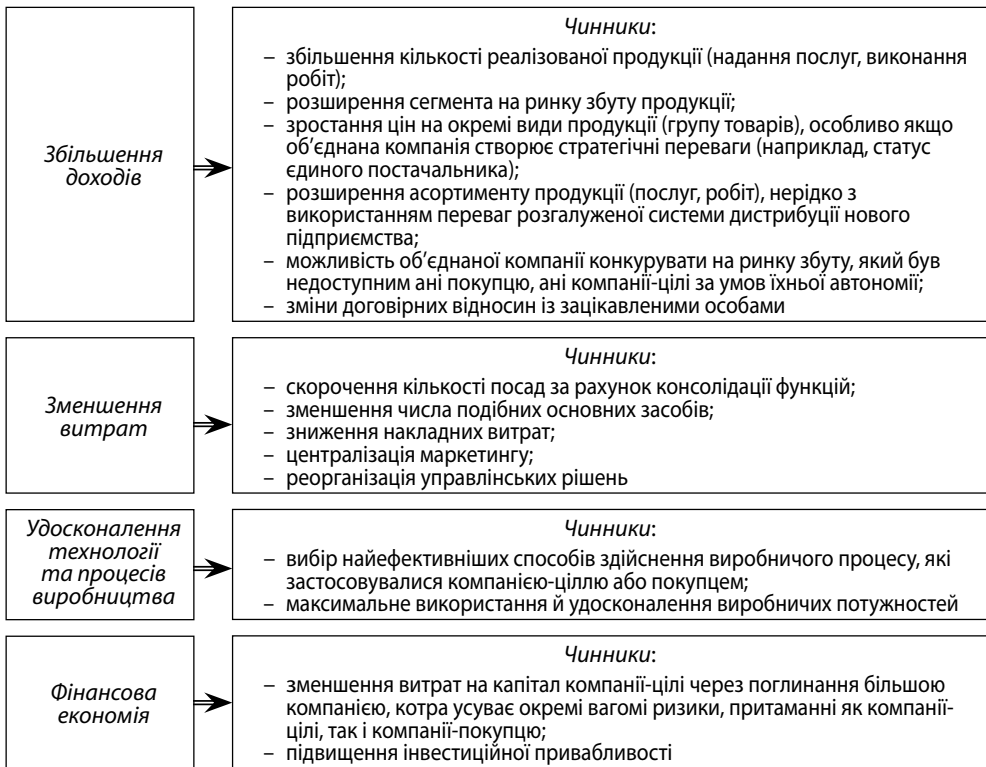 Збільшення
доходів
Чинники:
– збільшення кількості реалізованої продукції (надання послуг, виконання
робіт);
– розширення сегмента на ринку збуту продукції;
– зростання цін на окремі види продукції (групу товарів), особливо якщо
об’єднана компанія створює стратегічні переваги (наприклад, статус
єдиного постачальника);
– розширення асортименту продукції (послуг, робіт), нерідко з
використанням переваг розгалуженої системи дистрибуції нового
підприємства;
– можливість об’єднаної компанії конкурувати на ринку збуту, який був
недоступним ані покупцю, ані компанії-цілі за умов їхньої автономії;
– зміни договірних відносин із зацікавленими особами
Зменшення
витрат
Чинники:
– скорочення кількості посад за рахунок консолідації функцій;
– зменшення числа подібних основних засобів;
– зниження накладних витрат;
– централізація маркетингу;
– реорганізація управлінських рішень
Удосконалення
технології
та процесів
виробництва
Чинники:
– вибір найефективніших способів здійснення виробничого процесу, які
застосовувалися компанією-ціллю або покупцем;
– максимальне використання й удосконалення виробничих потужностей
Фінансова
економія
Чинники:
– зменшення витрат на капітал компанії-цілі через поглинання більшою
компанією, котра усуває окремі вагомі ризики, притаманні як компанії-
цілі, так і компанії-покупцю;
– підвищення інвестиційної привабливості